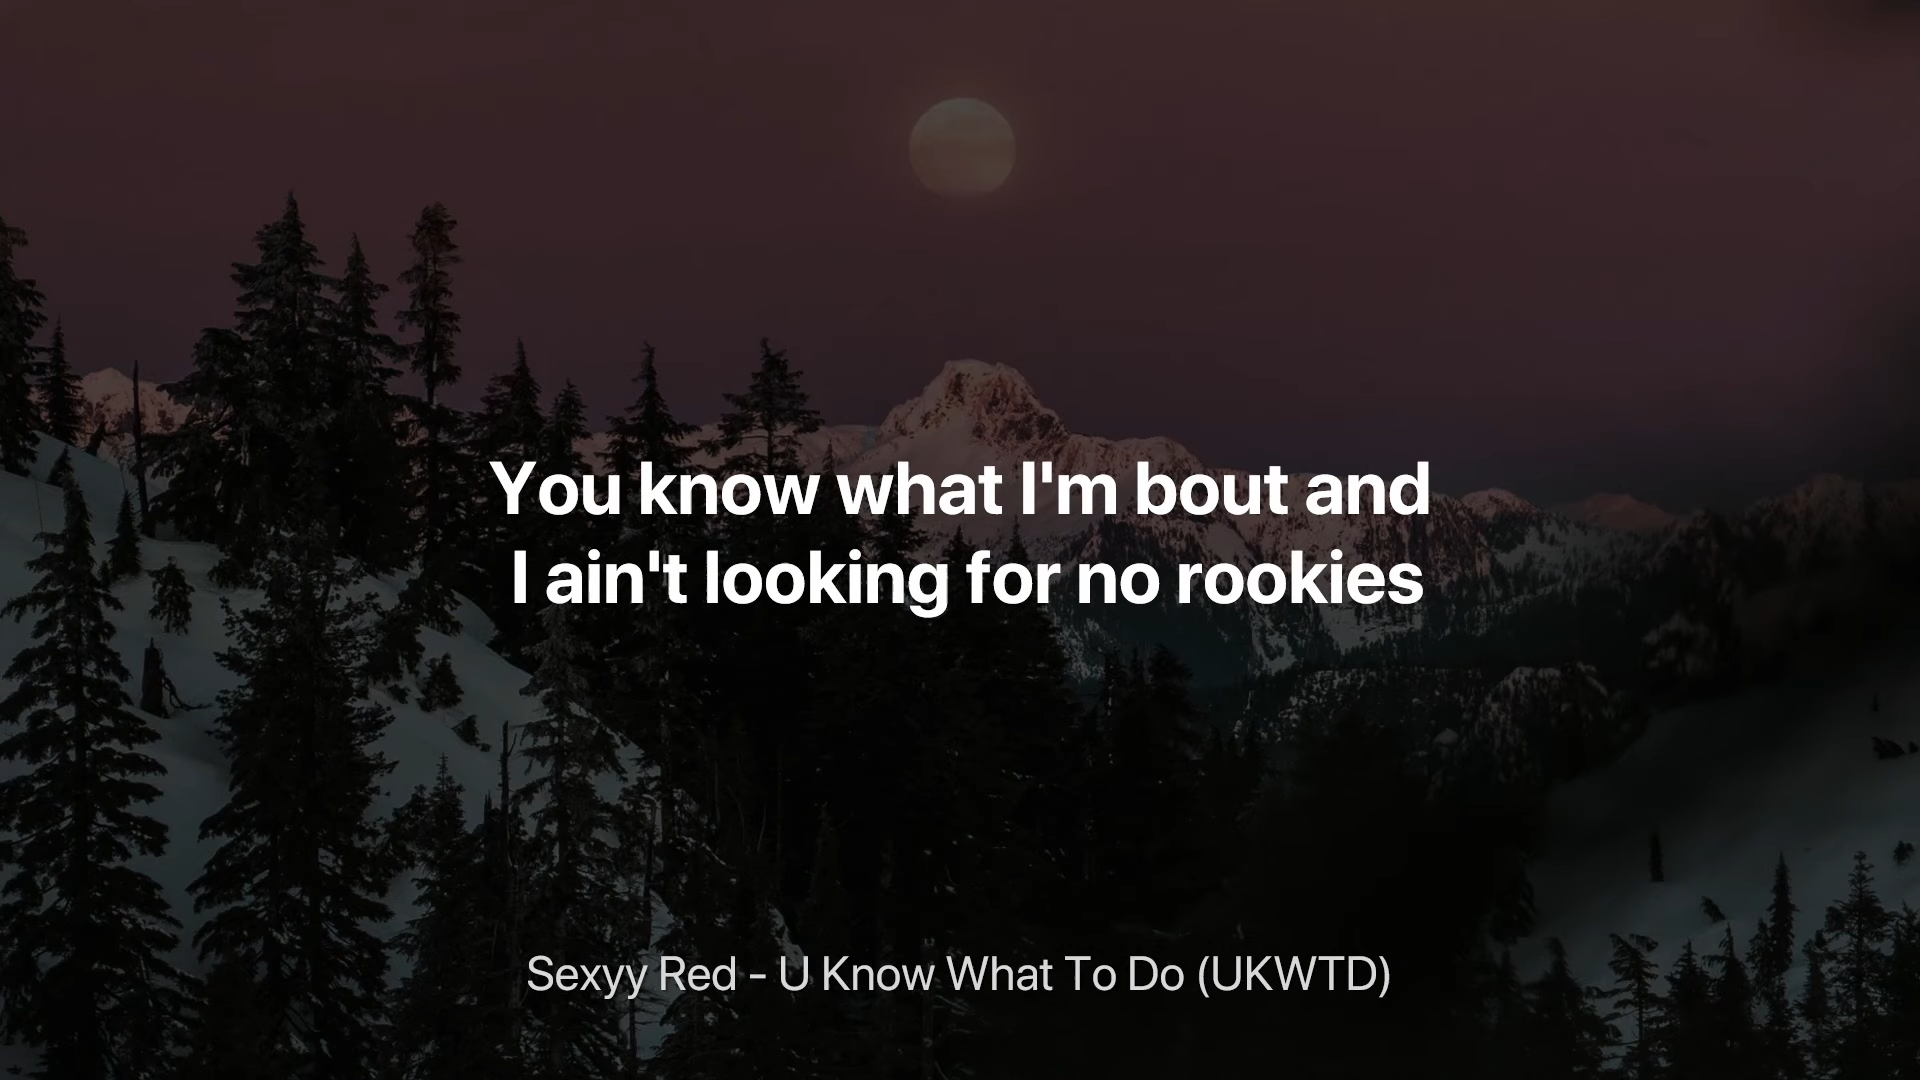 You know what I'm bout and
I ain't looking for no rookies
Sexyy Red - U Know What To Do (UKWTD)